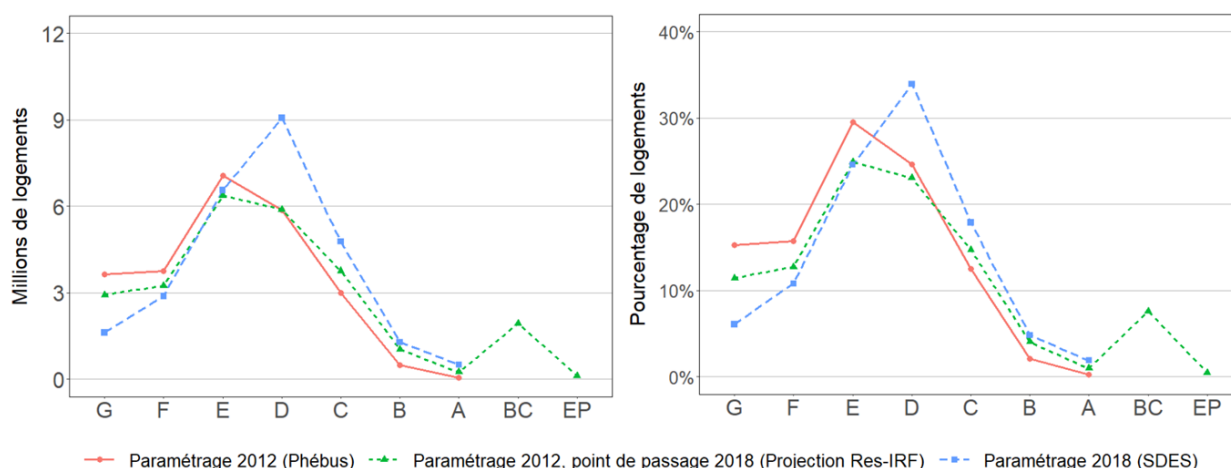 Millions de logements
12
9
6
3
0
G F E D C B A BC EP
Pourcentage de logements
40%
30%
20%
10%
0%
G F E D C B A BC EP
Paramétrage 2012 (Phébus) Paramétrage 2012, point de passage 2018 (Projection Res-IRF) Paramétrage 2018 (SDES)